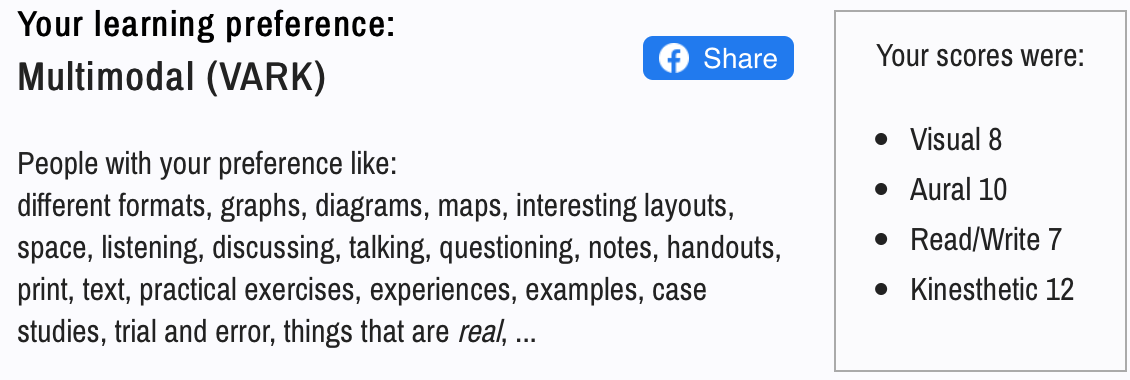 Your learning preference:
Multimodal (VARK)
Share
People with your preference like:
different formats, graphs, diagrams, maps, interesting layouts,
space, listening, discussing, talking, questioning, notes, handouts,
print, text, practical exercises, experiences, examples, case
studies, trial and error, things that are real, ...
Your scores were:
• Visual 8
• Aural 10
• Read/Write 7
• Kinesthetic 12